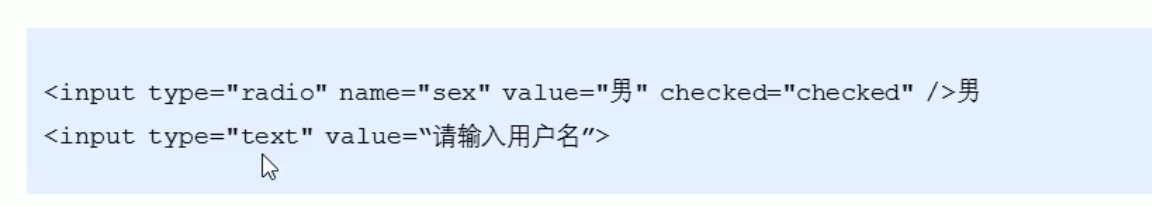 <input type="radio" name="sex" value="男" checked="checked" />男
<input type="text" value=“请输入用户名”>